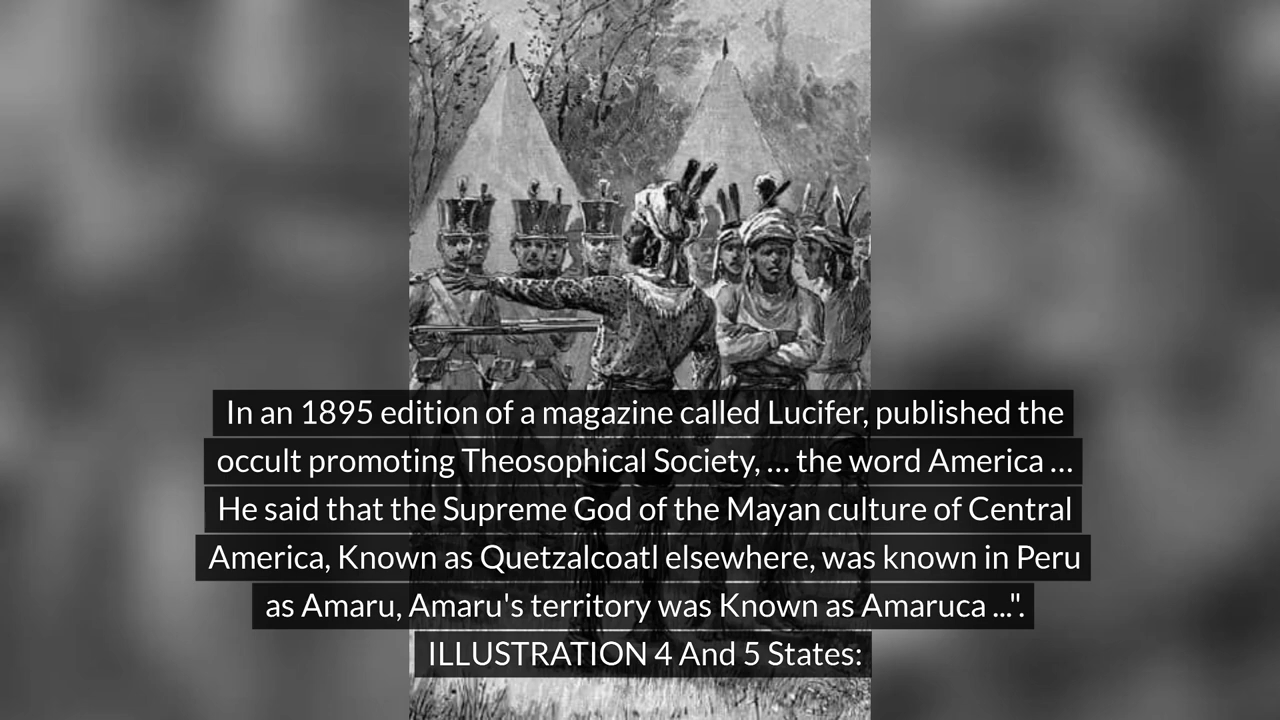 In an 1895 edition of a magazine called Lucifer, published the
occult promoting Theosophical Society, ... the word America ...
He said that the Supreme God of the Mayan culture of Central
America, Known as Quetzalcoatl elsewhere, was known in Peru
as Amaru, Amaru's territory was Known as Amaruca ...".
ILLUSTRATION 4 And 5 States: